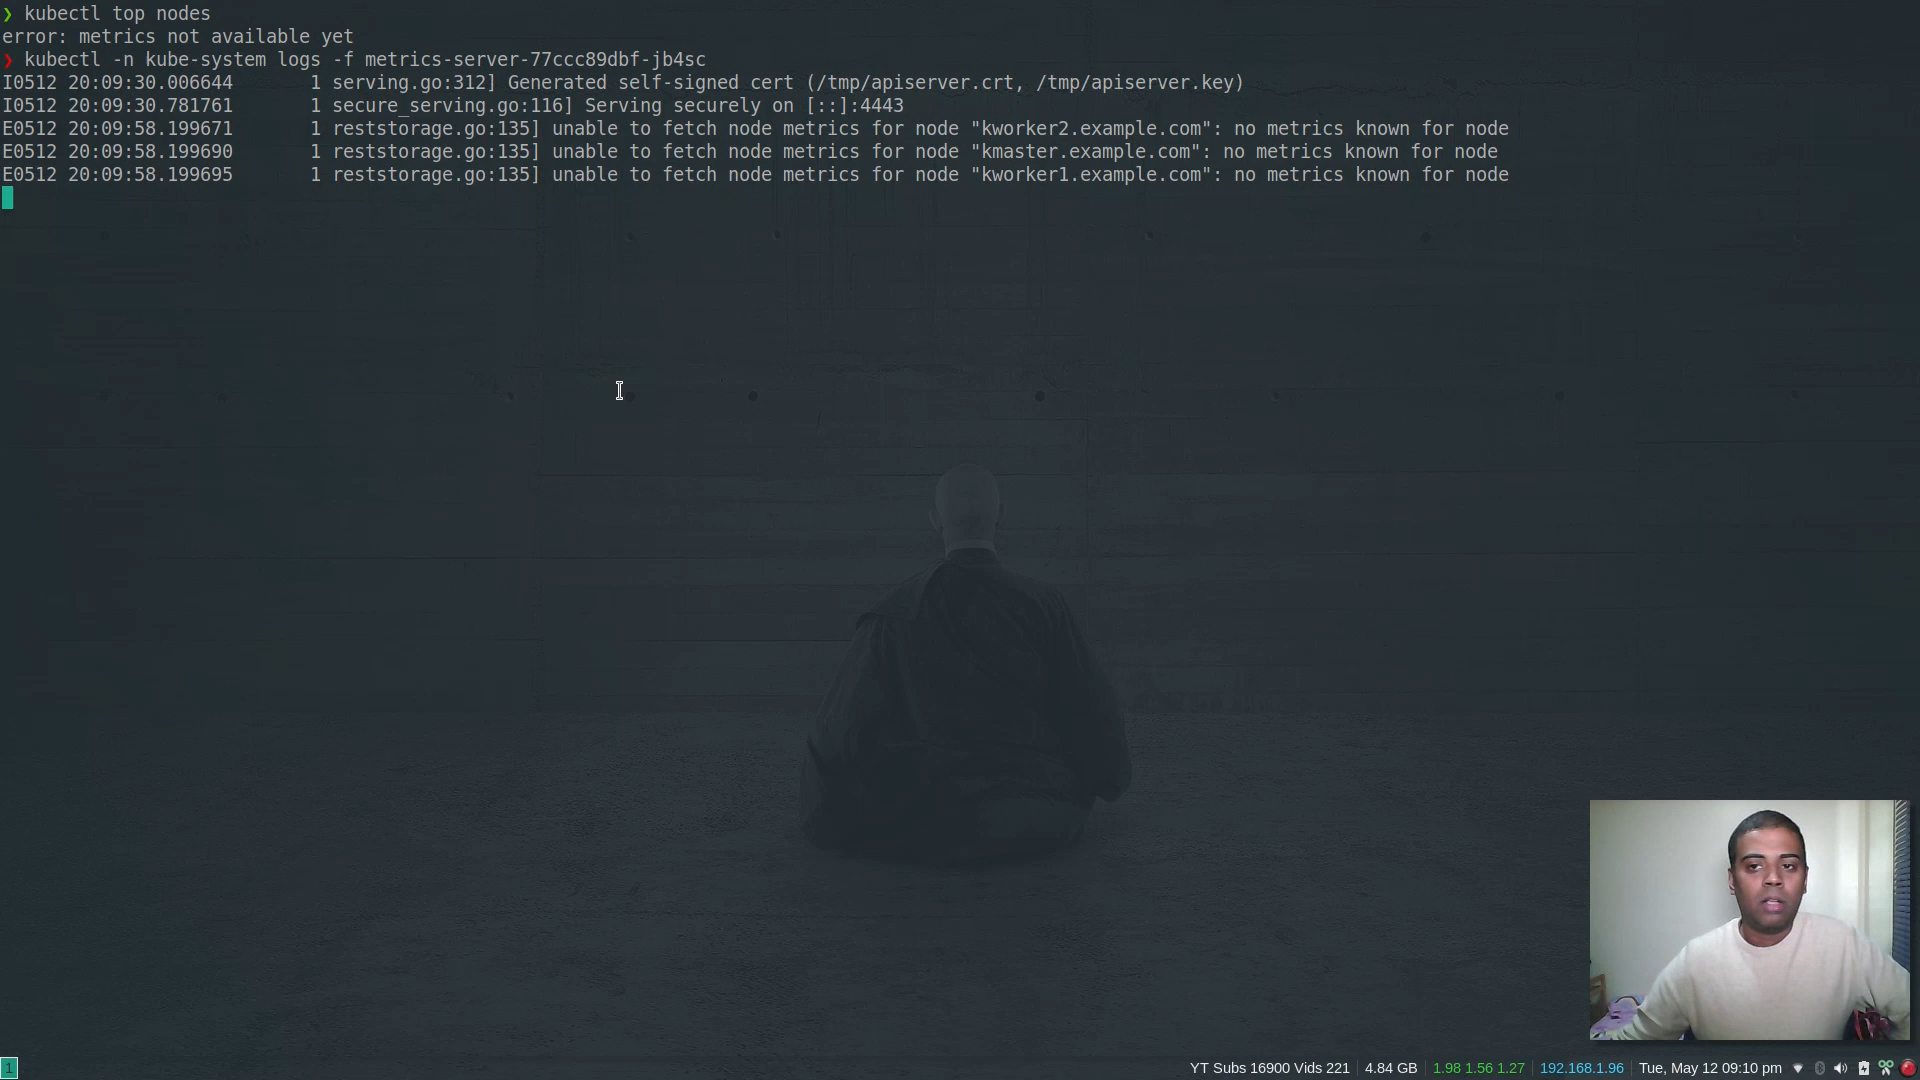 ❯ kubectl top nodes
error: metrics not available yet
❯ kubectl -n kube-system logs -f metrics-server-77ccc89dbf-jb4sc
I0512 20:09:30.006644       1 serving.go:312] Generated self-signed cert (/tmp/apiserver.crt, /tmp/apiserver.key)
I0512 20:09:30.781761       1 secure_serving.go:116] Serving securely on [::]:4443
E0512 20:09:58.199671       1 reststorage.go:135] unable to fetch node metrics for node "kworker2.example.com": no metrics known for node
E0512 20:09:58.199690       1 reststorage.go:135] unable to fetch node metrics for node "kmaster.example.com": no metrics known for node
E0512 20:09:58.199695       1 reststorage.go:135] unable to fetch node metrics for node "kworker1.example.com": no metrics known for node
1 YT Subs 16900 Vids 221 4.84 GB 1.98 1.56 1.27 192.168.1.96 Tue, May 12 09:10 pm